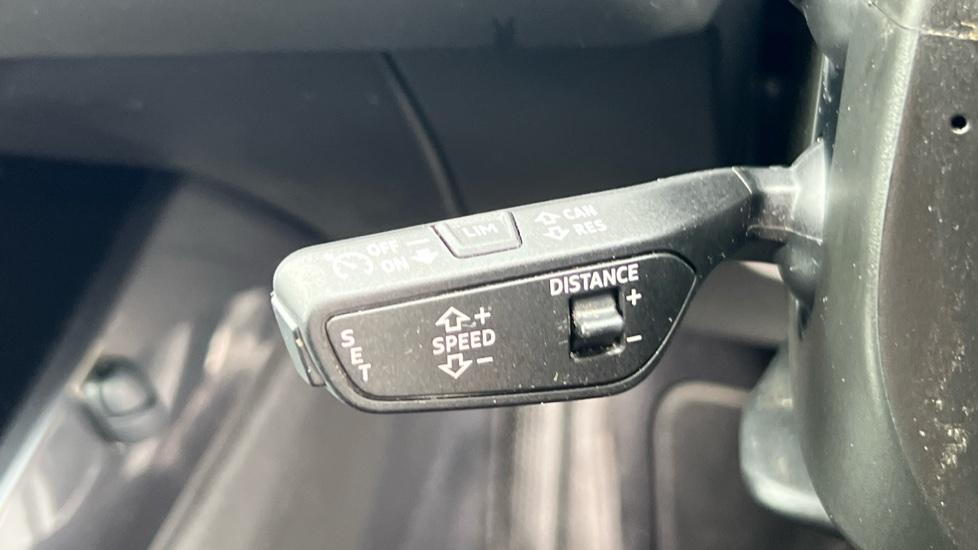 OFF
ON
LIM
CAN
RES
DISTANCE
+
-
SET
+
SPEED
-